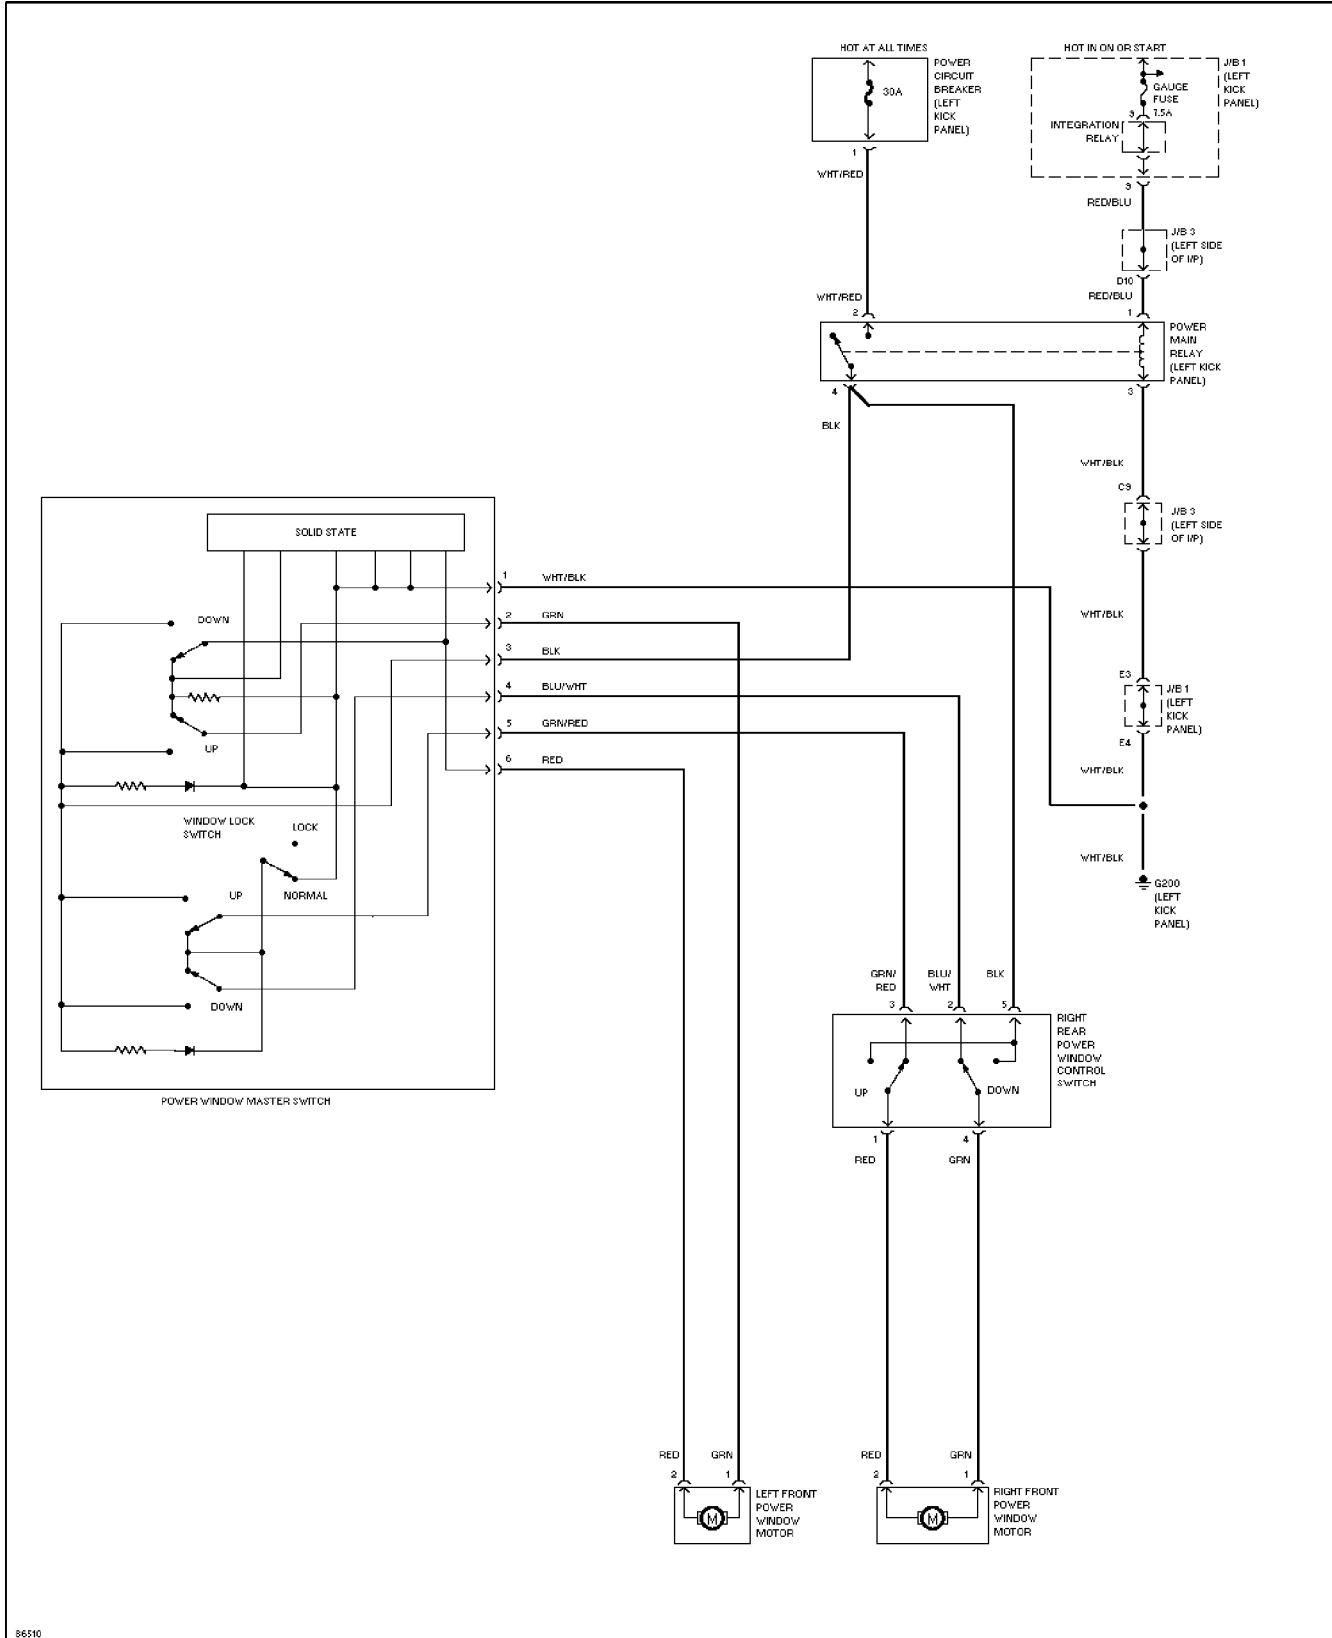 HOT AT ALL TIMES
HOT IN ON OR START
POWER
CIRCUIT
BREAKER
(LEFT
KICK
PANEL)
30A
J/B 1
(LEFT
KICK
PANEL)
GAUGE
FUSE
7.5A
9
INTEGRATION
RELAY
1
WHT/RED
9
RED/BLU
J/B 3
(LEFT SIDE
OF I/P)
D10
RED/BLU
WHT/RED
2
1
POWER
MAIN
RELAY
(LEFT KICK
PANEL)
4
3
BLK
WHT/BLK
C9
J/B 3
(LEFT SIDE
OF I/P)
SOLID STATE
1
WHT/BLK
2
GRN
3
BLK
4
BLU/WHT
5
GRN/RED
6
RED
DOWN
UP
WHT/BLK
E3
J/B 1
(LEFT
KICK
PANEL)
E4
WHT/BLK
WINDOW LOCK
SWITCH
LOCK
UP
NORMAL
DOWN
WHT/BLK
G200
(LEFT
KICK
PANEL)
POWER WINDOW MASTER SWITCH
GRN/
RED
BLU/
WHT
BLK
3
2
5
RIGHT
REAR
POWER
WINDOW
CONTROL
SWITCH
UP
DOWN
1
4
RED
GRN
RED
GRN
2
1
LEFT FRONT
POWER
WINDOW
MOTOR
M
RED
GRN
2
1
RIGHT FRONT
POWER
WINDOW
MOTOR
M
86510